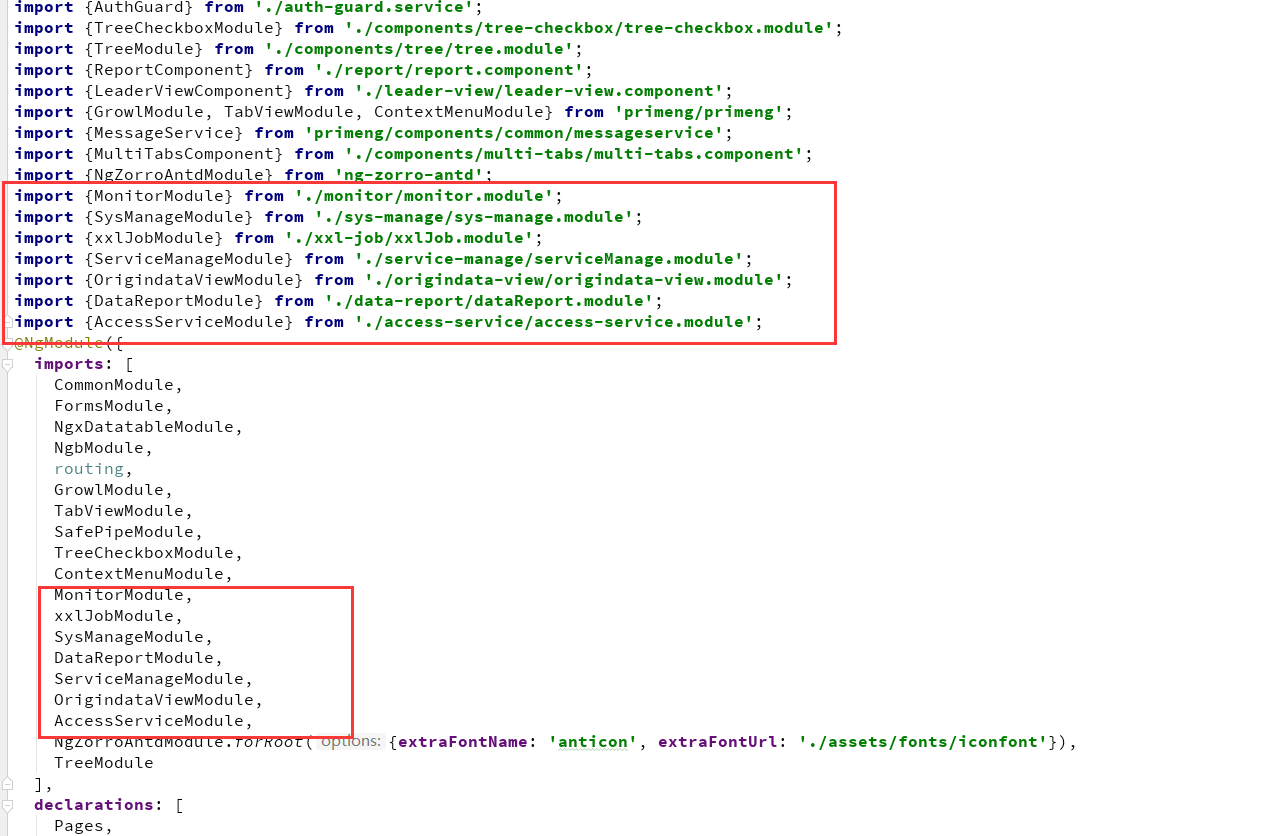 import {AuthGuard} from './auth-guard.service';
import {TreeCheckboxModule} from './components/tree-checkbox/tree-checkbox.module';
import {TreeModule} from './components/tree/tree.module';
import {ReportComponent} from './report/report.component';
import {LeaderViewComponent} from './leader-view/leader-view.component';
import {GrowlModule, TabViewModule, ContextMenuModule} from 'primeng/primeng';
import {MessageService} from 'primeng/components/common/messageservice';
import {MultiTabsComponent} from './components/multi-tabs/multi-tabs.component';
import {NgZorroAntdModule} from 'ng-zorro-antd';
import {MonitorModule} from './monitor/monitor.module';
import {SysManageModule} from './sys-manage/sys-manage.module';
import {xxlJobModule} from './xxl-job/xxlJob.module';
import {ServiceManageModule} from './service-manage/serviceManage.module';
import {OrigindataViewModule} from './origindata-view/origindata-view.module';
import {DataReportModule} from './data-report/dataReport.module';
import {AccessServiceModule} from './access-service/access-service.module';
@NgModule({
imports: [
CommonModule,
FormsModule,
NgxDatatableModule,
NgbModule,
routing,
GrowlModule,
TabViewModule,
SafePipeModule,
TreeCheckboxModule,
ContextMenuModule,
MonitorModule,
xxlJobModule,
SysManageModule,
DataReportModule,
ServiceManageModule,
OrigindataViewModule,
AccessServiceModule,
NgZorroAntdModule.forRoot( options: {extraFontName: 'anticon', extraFontUrl: './assets/fonts/iconfont'}),
TreeModule
],
declarations: [
Pages,